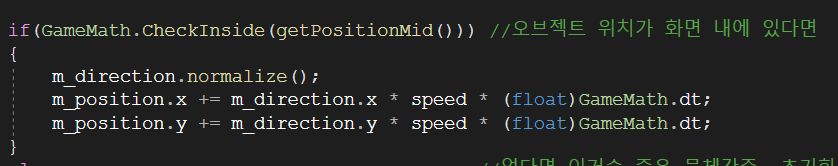 if(GameMath.CheckInside(getPositionMid())) //오브젝트 위치가 화면 내에 있다면
{
m_direction.normalize();
m_position.x += m_direction.x * speed * (float)GameMath.dt;
m_position.y += m_direction.y * speed * (float)GameMath.dt;
}